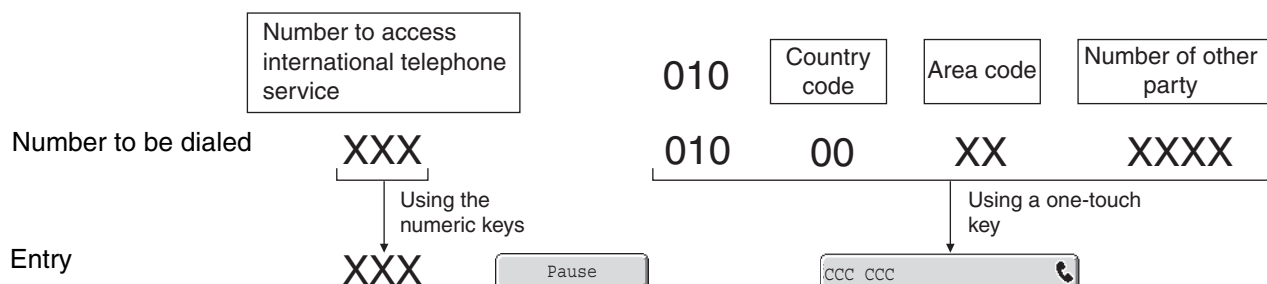 Number to access
international telephone
service
010
Country
code
Area code
Number of other
party
Number to be dialed
XXX
010 00 XX XXXX
Using the
numeric keys
Using a one-touch
key
Entry
XXX
Pause
ccc ccc